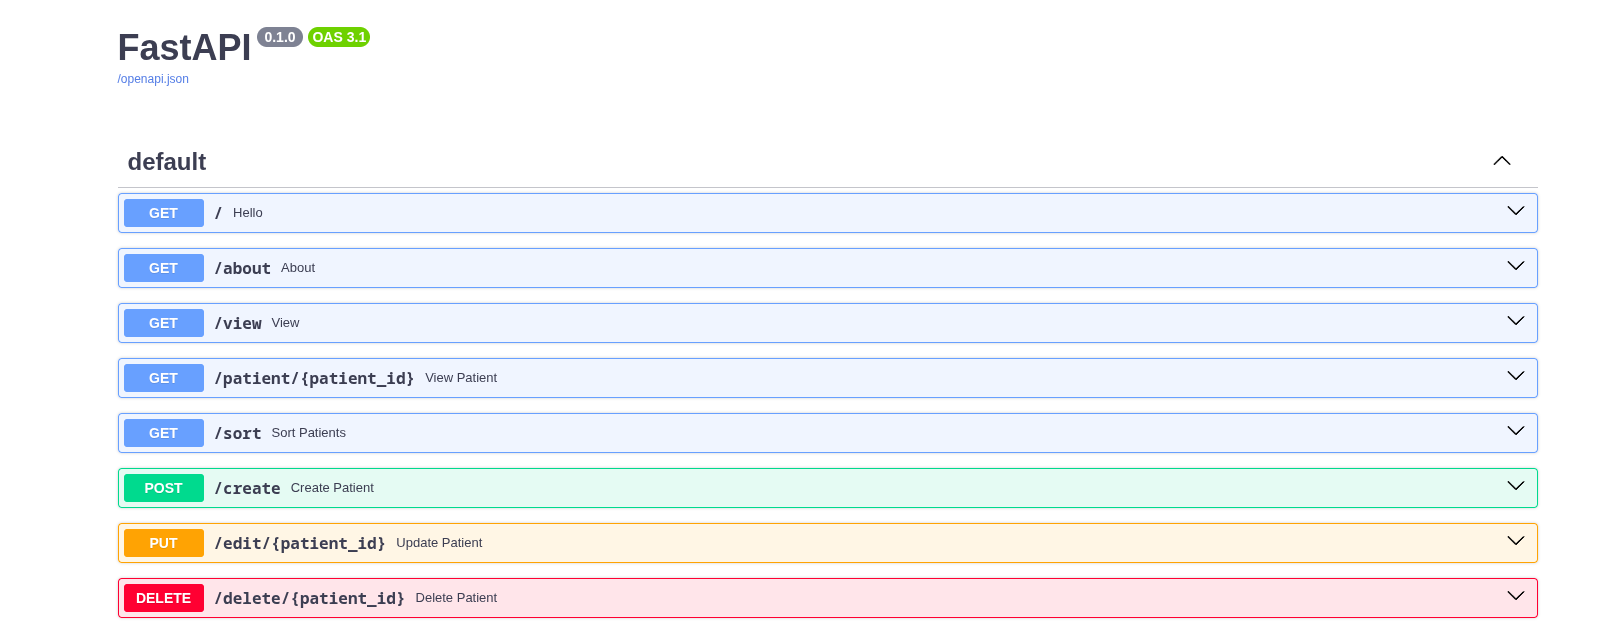 FastAPI 0.1.0 OAS 3.1
/openapi.json
default
GET / Hello
GET /about About
GET /view View
GET /patient/{patient_id} View Patient
GET /sort Sort Patients
POST /create Create Patient
PUT /edit/{patient_id} Update Patient
DELETE /delete/{patient_id} Delete Patient